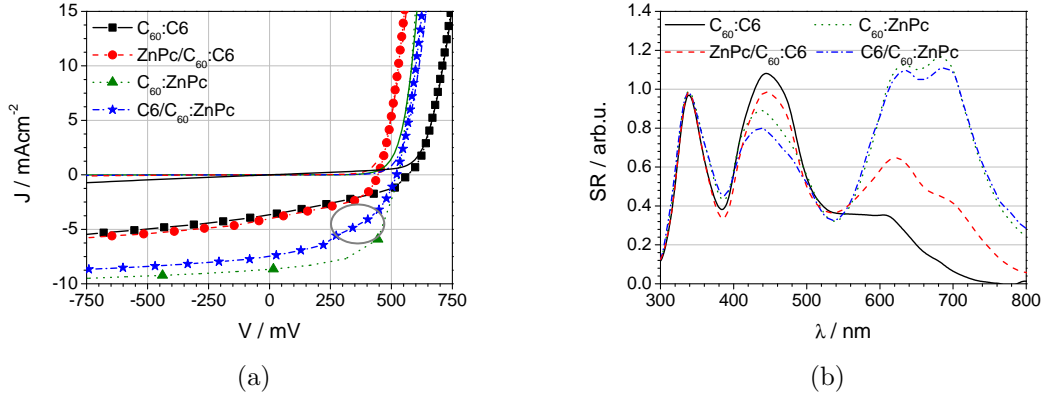 C60:C6
ZnPc/C60:C6
C60:ZnPc
C6/C60:ZnPc
15
10
5
0
-5
-10
J / mAcm-2
-750 -500 -250 0 250 500 750
V / mV
(a)
C60:C6 C60:ZnPc
ZnPc/C60:C6 C6/C60:ZnPc
1.4
1.2
1.0
0.8
0.6
0.4
0.2
0.0
SR / arb.u.
300 400 500 600 700 800
λ / nm
(b)